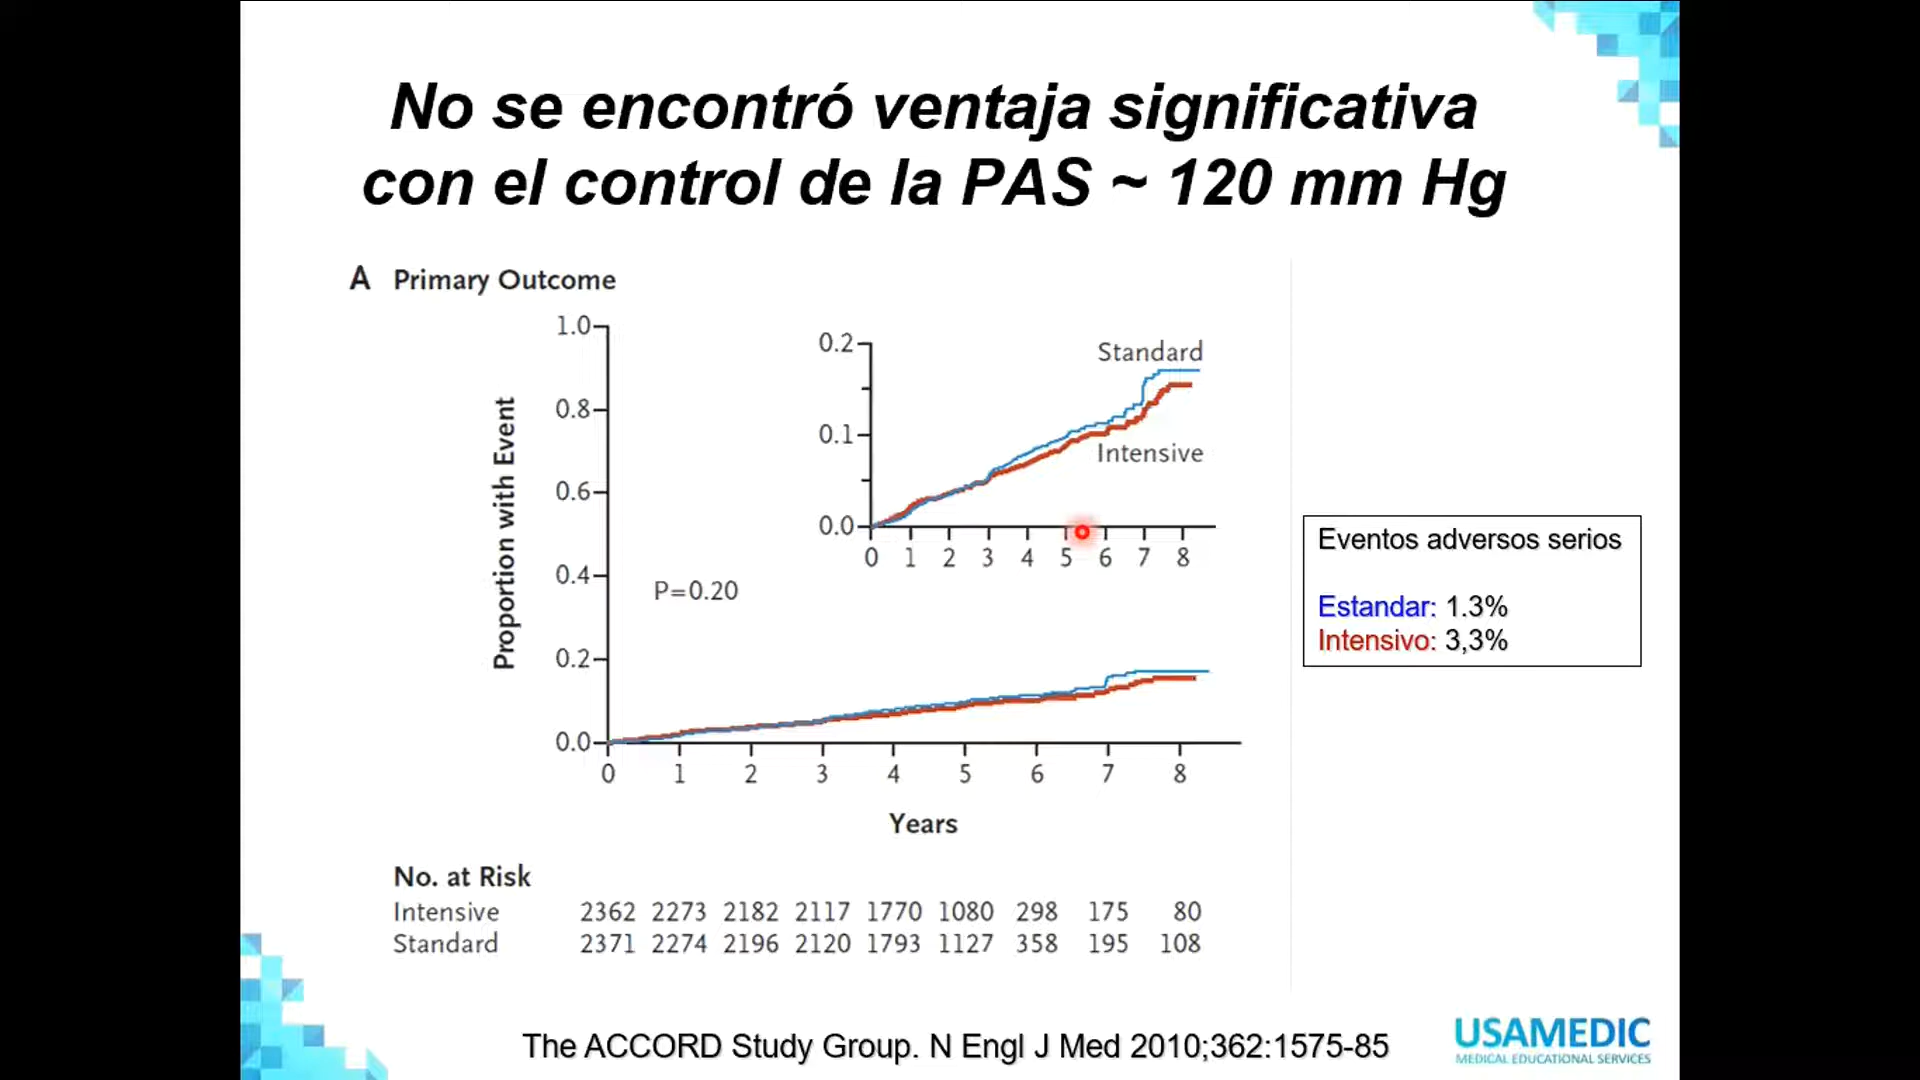 No se encontró ventaja significativa
con el control de la PAS ~ 120 mm Hg
A Primary Outcome
Proportion with Event
1.0
0.8
0.6
0.4
0.2
0.0
P=0.20
0 1 2 3 4 5 6 7 8
Years
0.2
0.1
0.0
Standard
Intensive
0 1 2 3 4 5 6 7 8
No. at Risk
Intensive 2362 2273 2182 2117 1770 1080 298 175 80
Standard 2371 2274 2196 2120 1793 1127 358 195 108
Eventos adversos serios
Estandar: 1.3%
Intensivo: 3,3%
The ACCORD Study Group. N Engl J Med 2010;362:1575-85
USAMEDIC
MEDICAL EDUCATIONAL SERVICES